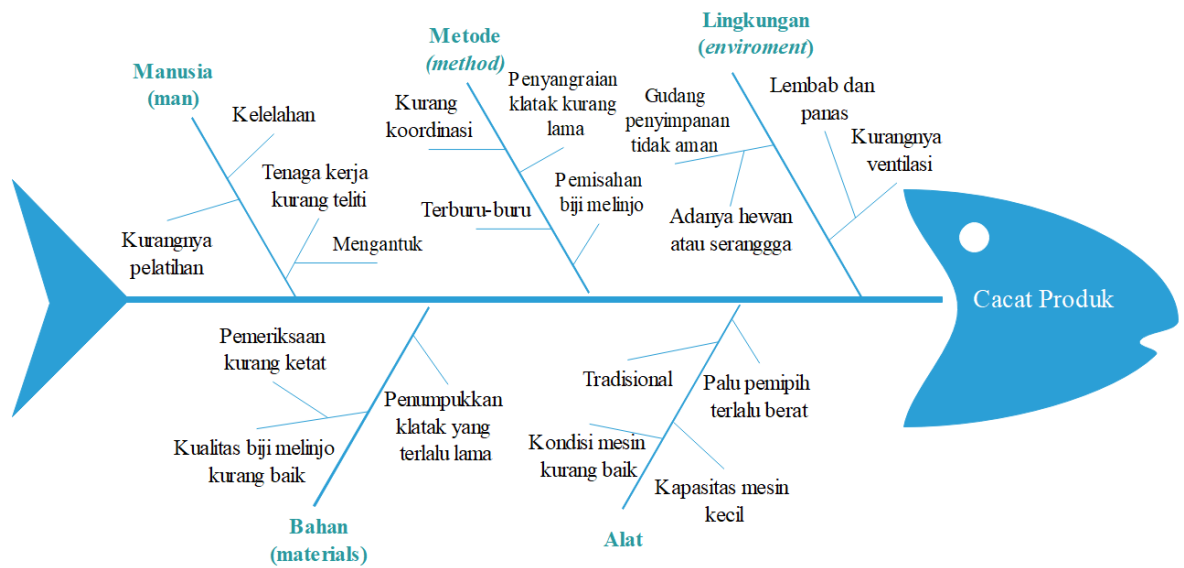 Manusia
(man)
Kelelahan
Tenaga kerja
kurang teliti
Kurangnya
pelatihan
Mengantuk
Metode
(method)
Kurang
koordinasi
Penyangraian
klatak kurang
lama
Terburu-buru
Pemisahan
biji melinjo
Lingkungan
(enviroment)
Gudang
penyimpanan
tidak aman
Lembab dan
panas
Kurangnya
ventilasi
Adanya hewan
atau serangga
Cacat Produk
Pemeriksaan
kurang ketat
Kualitas biji melinjo
kurang baik
Penumpukkan
klatak yang
terlalu lama
Bahan
(materials)
Tradisional
Palu pemipih
terlalu berat
Kondisi mesin
kurang baik
Kapasitas mesin
kecil
Alat